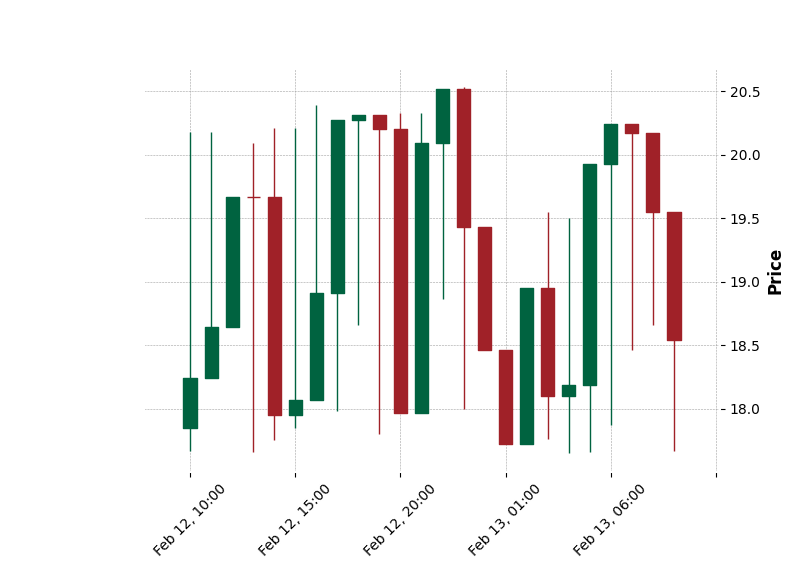 20.5
20.0
19.5
19.0
18.5
18.0
Price
Feb 12, 10:00
Feb 12, 15:00
Feb 12, 20:00
Feb 13, 01:00
Feb 13, 06:00